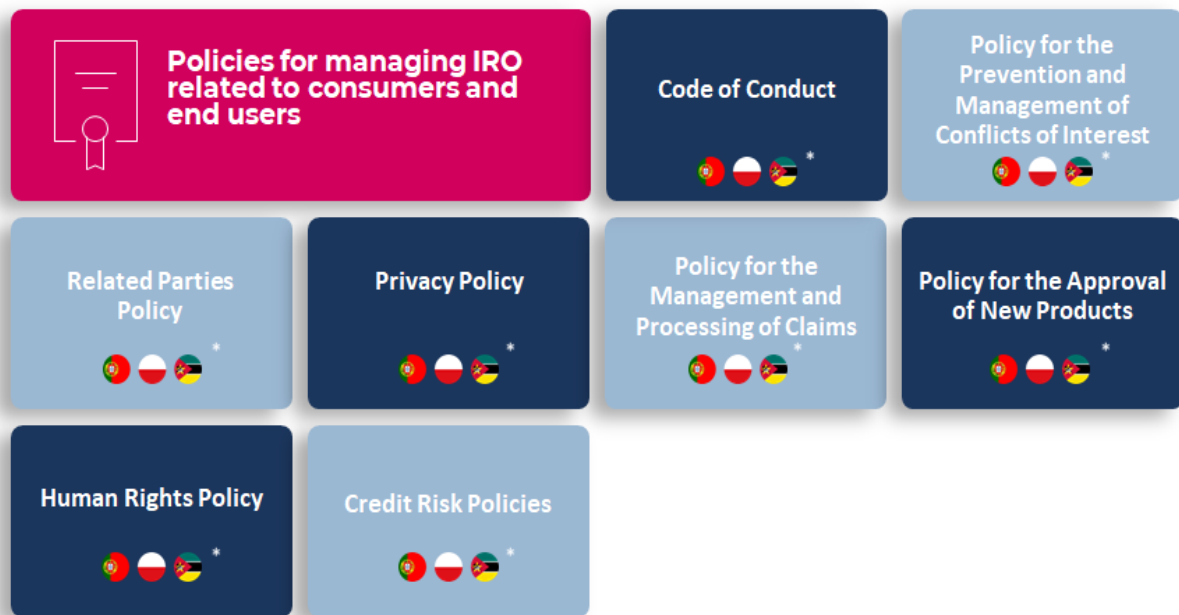 Policies for managing IRO
related to consumers and
end users
Code of Conduct
*
Policy for the
Prevention and
Management of
Conflicts of Interest
*
Related Parties
Policy
*
Privacy Policy
*
Policy for the
Management and
Processing of Claims
*
Policy for the Approval
of New Products
*
Human Rights Policy
*
Credit Risk Policies
*